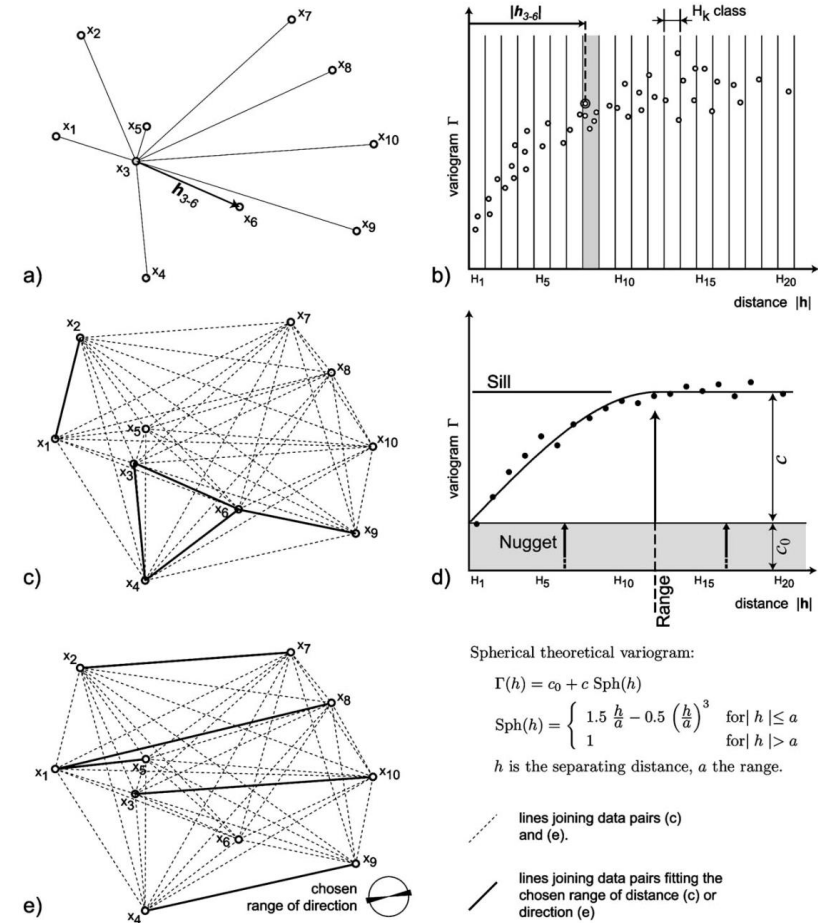 a)
x2
x7
x8
x1
x5
x10
x3
h3-6
x6
x9
x4
b)
|h3-6|
Hk class
variogram Γ
H1
H5
H10
H15
H20
distance |h|
c)
x2
x7
x8
x1
x5
x10
x3
x6
x9
x4
d)
variogram Γ
Sill
c
Nugget
c0
H1
H5
H10
H15
H20
Range
distance |h|
e)
x2
x7
x8
x1
x5
x10
x3
x6
x9
x4
chosen
range of direction
Spherical theoretical variogram:
Γ(h) = c0 + c Sph(h)
Sph(h) = { 1.5 h/a − 0.5 (h/a)^3 for| h |≤ a
1 for| h |> a
h is the separating distance, a the range.
lines joining data pairs (c)
and (e).
lines joining data pairs fitting the
chosen range of distance (c) or
direction (e)